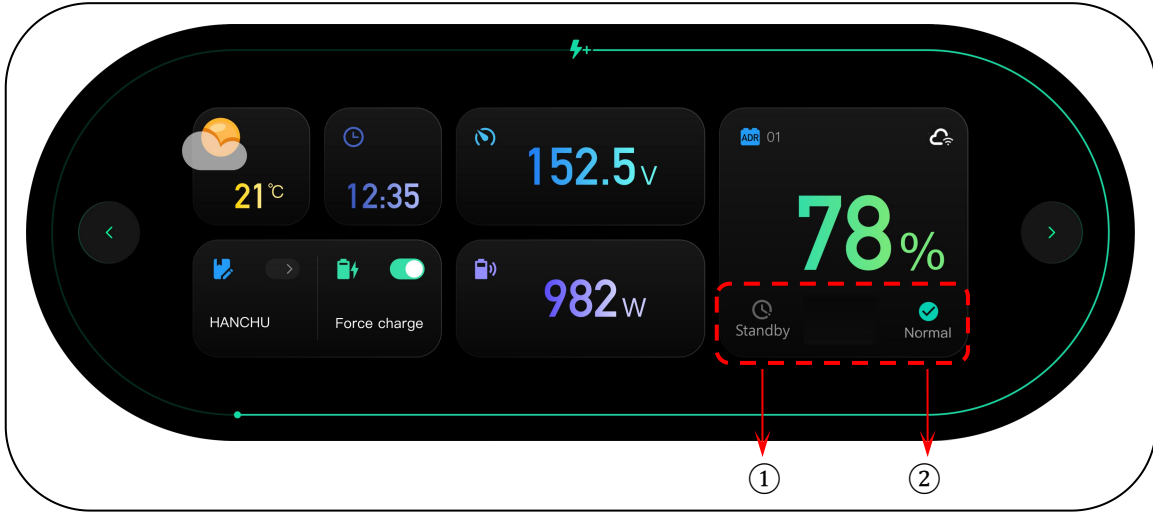 21℃
12:35
152.5V
ADR 01
78%
HANCHU
Force charge
982W
Standby
Normal
①
②